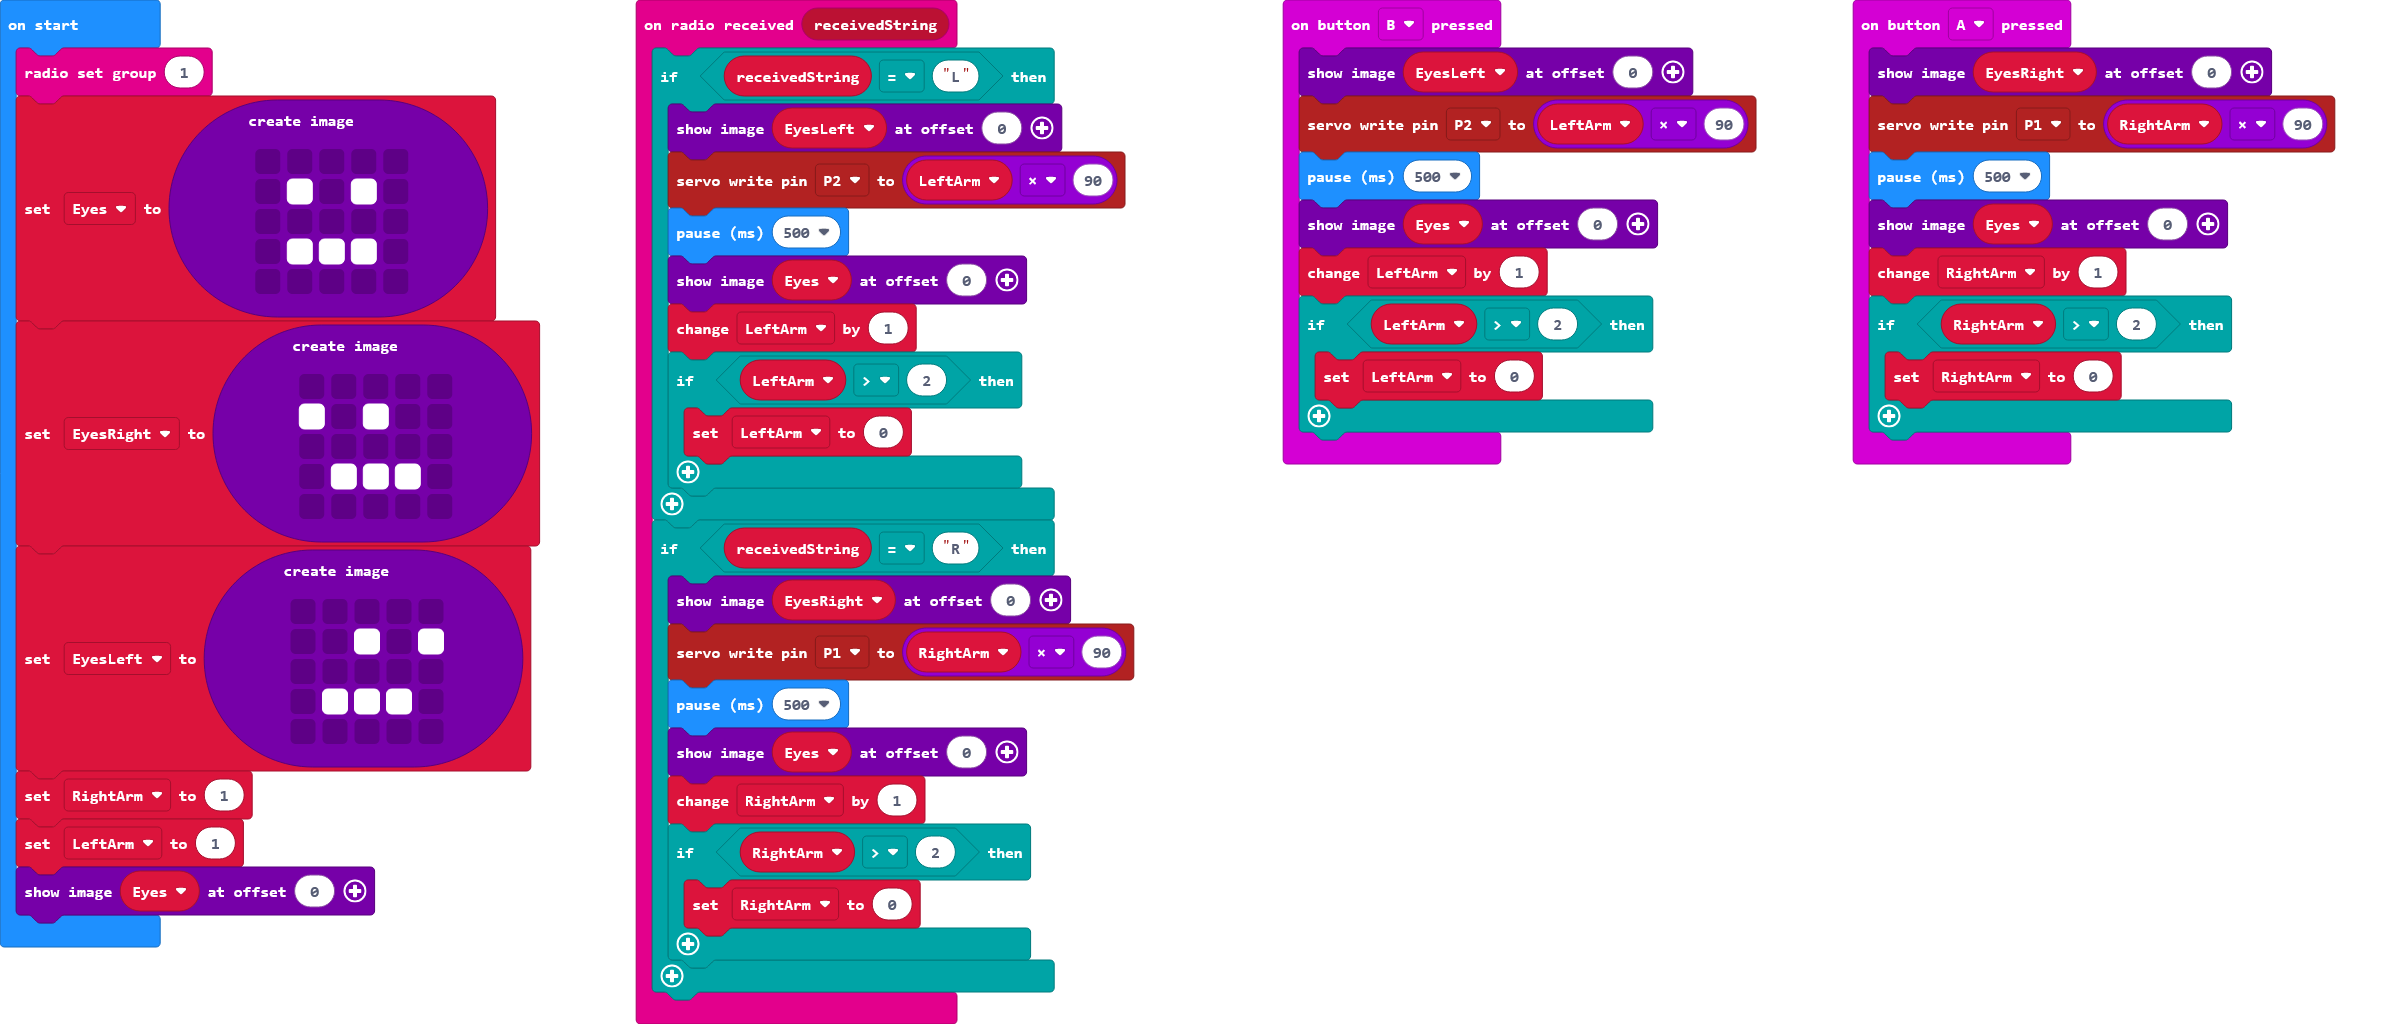 on start
radio set group 1
create image
set Eyes to
create image
set EyesRight to
create image
set EyesLeft to
set RightArm to 1
set LeftArm to 1
show image Eyes at offset 0
on radio received receivedString
if receivedString = "L" then
show image EyesLeft at offset 0
servo write pin P2 to LeftArm × 90
pause (ms) 500
show image Eyes at offset 0
change LeftArm by 1
if LeftArm > 2 then
set LeftArm to 0
if receivedString = "R" then
show image EyesRight at offset 0
servo write pin P1 to RightArm × 90
pause (ms) 500
show image Eyes at offset 0
change RightArm by 1
if RightArm > 2 then
set RightArm to 0
on button B pressed
show image EyesLeft at offset 0
servo write pin P2 to LeftArm × 90
pause (ms) 500
show image Eyes at offset 0
change LeftArm by 1
if LeftArm > 2 then
set LeftArm to 0
on button A pressed
show image EyesRight at offset 0
servo write pin P1 to RightArm × 90
pause (ms) 500
show image Eyes at offset 0
change RightArm by 1
if RightArm > 2 then
set RightArm to 0